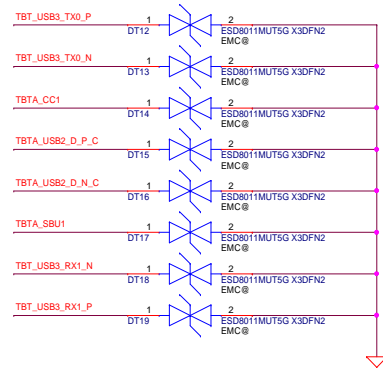 TBT_USB3_TX0_P 1 2
DT12 ESD8011MUT5G X3DFN2
EMC@
TBT_USB3_TX0_N 1 2
DT13 ESD8011MUT5G X3DFN2
EMC@
TBTA_CC1 1 2
DT14 ESD8011MUT5G X3DFN2
EMC@
TBTA_USB2_D_P_C 1 2
DT15 ESD8011MUT5G X3DFN2
EMC@
TBTA_USB2_D_N_C 1 2
DT16 ESD8011MUT5G X3DFN2
EMC@
TBTA_SBU1 1 2
DT17 ESD8011MUT5G X3DFN2
EMC@
TBT_USB3_RX1_N 1 2
DT18 ESD8011MUT5G X3DFN2
EMC@
TBT_USB3_RX1_P 1 2
DT19 ESD8011MUT5G X3DFN2
EMC@